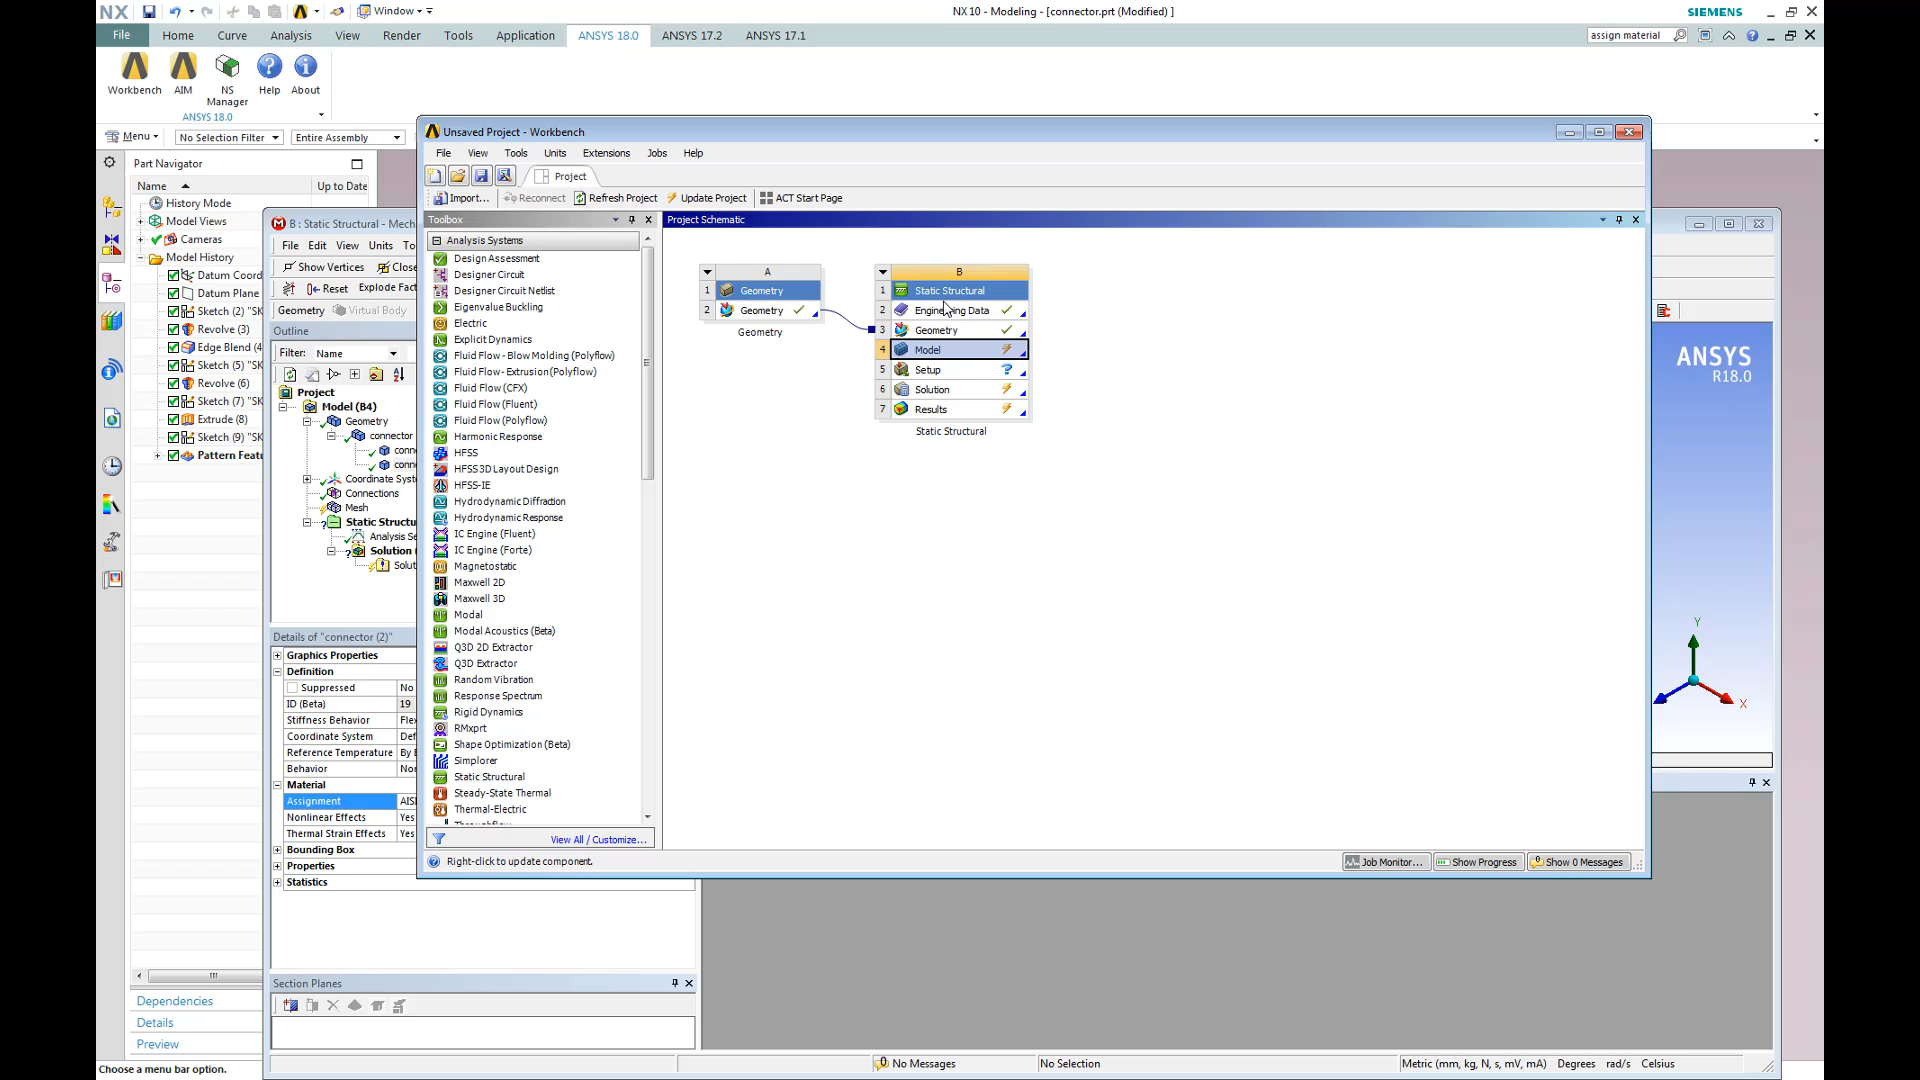 NX Window NX 10 - Modeling - [connector.prt (Modified) ] SIEMENS
File Home Curve Analysis View Render Tools Application ANSYS 18.0 ANSYS 17.2 ANSYS 17.1 assign material
Workbench AIM NS Manager Help About
ANSYS 18.0
Menu No Selection Filter Entire Assembly
Part Navigator
Name Up to Date
History Mode
Model Views
Cameras
Model History
Datum Coord
Datum Plane
Sketch (2) "SK
Revolve (3)
Edge Blend (4)
Sketch (5) "SK
Revolve (6)
Sketch (7) "SK
Extrude (8)
Sketch (9) "SK
Pattern Featu
Dependencies
Details
Preview
Choose a menu bar option.
B : Static Structural - Mech
File Edit View Units To
Show Vertices Close
Reset Explode Fact
Geometry Virtual Body
Outline
Filter: Name
Project
Model (B4)
Geometry
connector
conn
conn
Coordinate Syst
Connections
Mesh
Static Structu
Analysis Se
Solution (
Solut
Details of "connector (2)"
Graphics Properties
Definition
Suppressed No
ID (Beta) 19
Stiffness Behavior Flex
Coordinate System Def
Reference Temperature By E
Behavior Non
Material
Assignment AISI
Nonlinear Effects Yes
Thermal Strain Effects Yes
Bounding Box
Properties
Statistics
Section Planes
Unsaved Project - Workbench
File View Tools Units Extensions Jobs Help
Project
Import... Reconnect Refresh Project Update Project ACT Start Page
Toolbox
Analysis Systems
Design Assessment
Designer Circuit
Designer Circuit Netlist
Eigenvalue Buckling
Electric
Explicit Dynamics
Fluid Flow - Blow Molding (Polyflow)
Fluid Flow - Extrusion (Polyflow)
Fluid Flow (CFX)
Fluid Flow (Fluent)
Fluid Flow (Polyflow)
Harmonic Response
HFSS
HFSS 3D Layout Design
HFSS-IE
Hydrodynamic Diffraction
Hydrodynamic Response
IC Engine (Fluent)
IC Engine (Forte)
Magnetostatic
Maxwell 2D
Maxwell 3D
Modal
Modal Acoustics (Beta)
Q3D 2D Extractor
Q3D Extractor
Random Vibration
Response Spectrum
Rigid Dynamics
RMxprt
Shape Optimization (Beta)
Simplorer
Static Structural
Steady-State Thermal
Thermal-Electric
View All / Customize...
Project Schematic
A
1 Geometry
2 Geometry
Geometry
B
1 Static Structural
2 Engineering Data
3 Geometry
4 Model
5 Setup ?
6 Solution
7 Results
Static Structural
Right-click to update component.
Job Monitor... Show Progress Show 0 Messages
ANSYS
R18.0
Y
X
No Messages No Selection Metric (mm, kg, N, s, mV, mA) Degrees rad/s Celsius